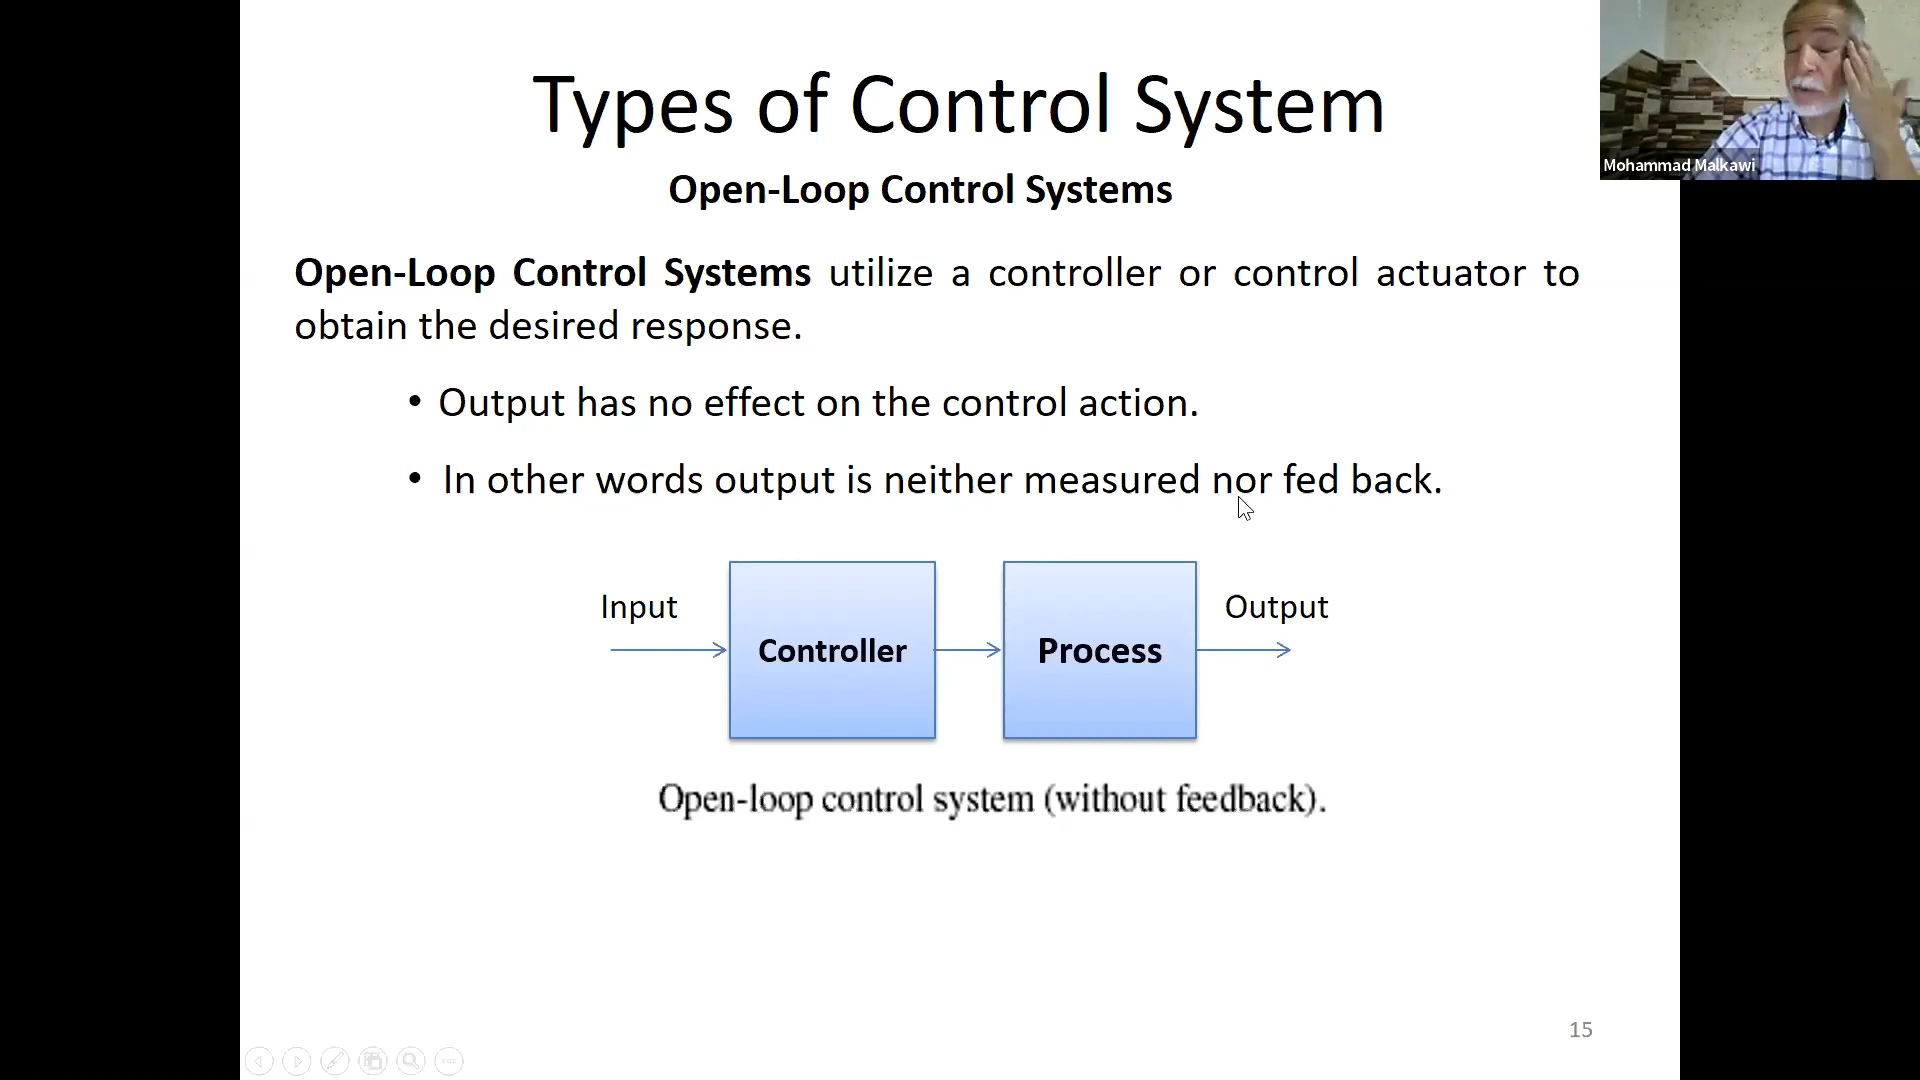 Types of Control System
Mohammad Malkawi
Open-Loop Control Systems
Open-Loop Control Systems utilize a controller or control actuator to
obtain the desired response.
• Output has no effect on the control action.
• In other words output is neither measured nor fed back.
Input
Controller
Process
Output
Open-loop control system (without feedback).
15